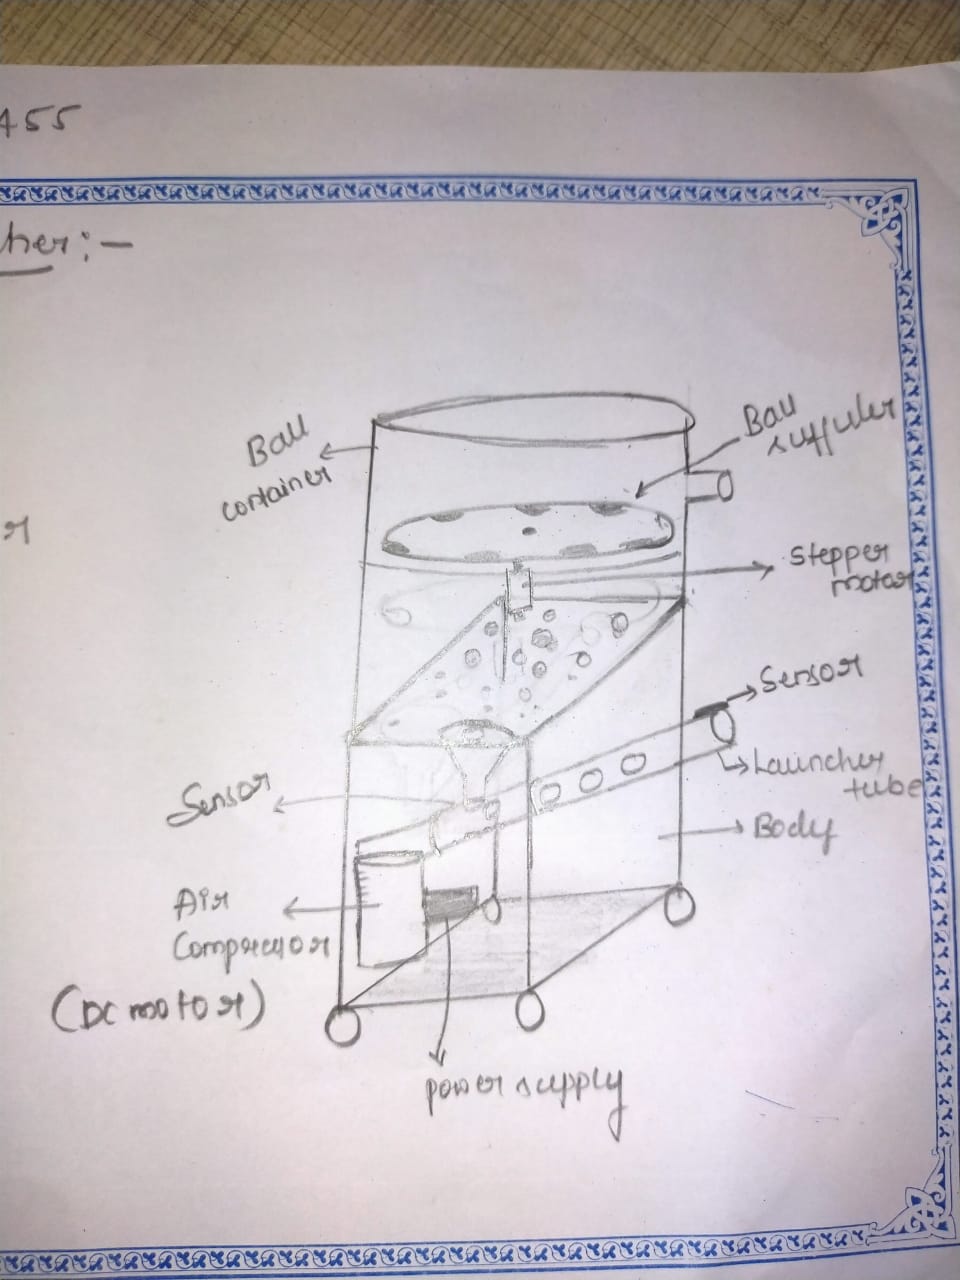 455
her:-
Ball
container
Ball
suffuler
r
stepper
motor
Sensor
Launcher
tube
Sensor
Body
Air
Compressor
(DC motor)
power supply